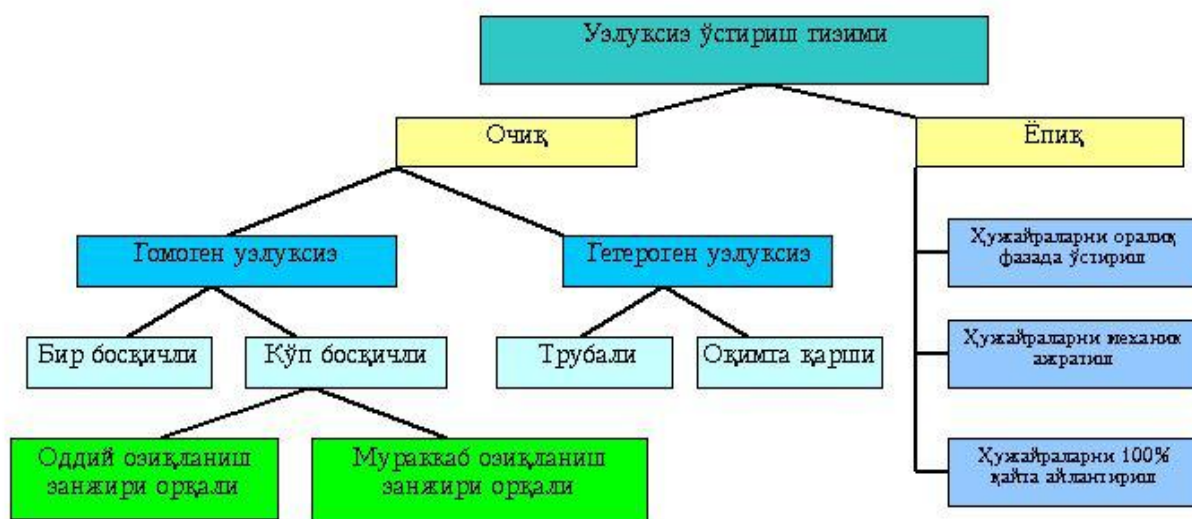 Узлуксиз ўстириш тизими
Очиқ
Ёпиқ
Гомоген узлуксиз
Гетероген узлуксиз
Ҳужайраларни оралиқ
фазада ўстириш
Бир босқичли
Кўп босқичли
Трубали
Оқимга қарши
Ҳужайраларни механик
ажратиш
Оддий озиқланиш
занжири орқали
Мураккаб озиқланиш
занжири орқали
Ҳужайраларни 100%
қайта айлантириш